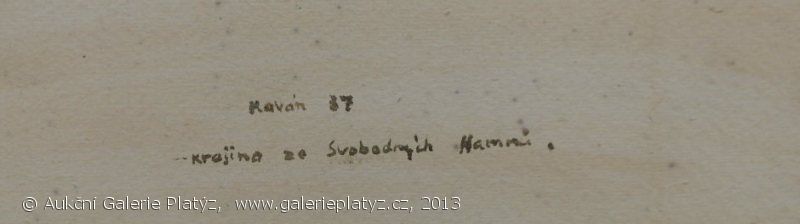 Kaván 37
krajina ze Svobodných Hamrů.
© Aukční Galerie Platýz, www.galerieplatyz.cz, 2013